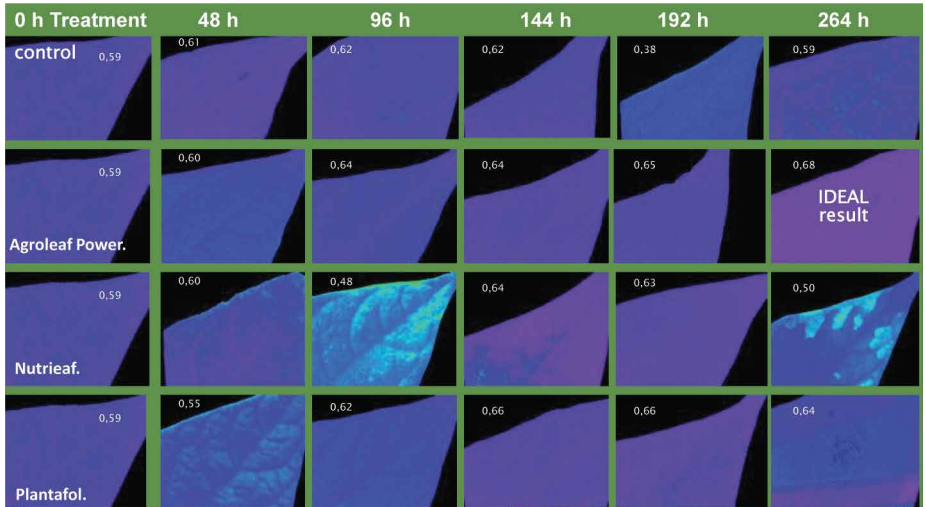 0 h Treatment 48 h 96 h 144 h 192 h 264 h
control 0,59 0,61 0,62 0,62 0,38 0,59
0,59 0,60 0,64 0,64 0,65 0,68
IDEAL
result
Agroleaf Power.
0,59 0,60 0,48 0,64 0,63 0,50
Nutrieaf.
0,59 0,55 0,62 0,66 0,66 0,64
Plantafol.